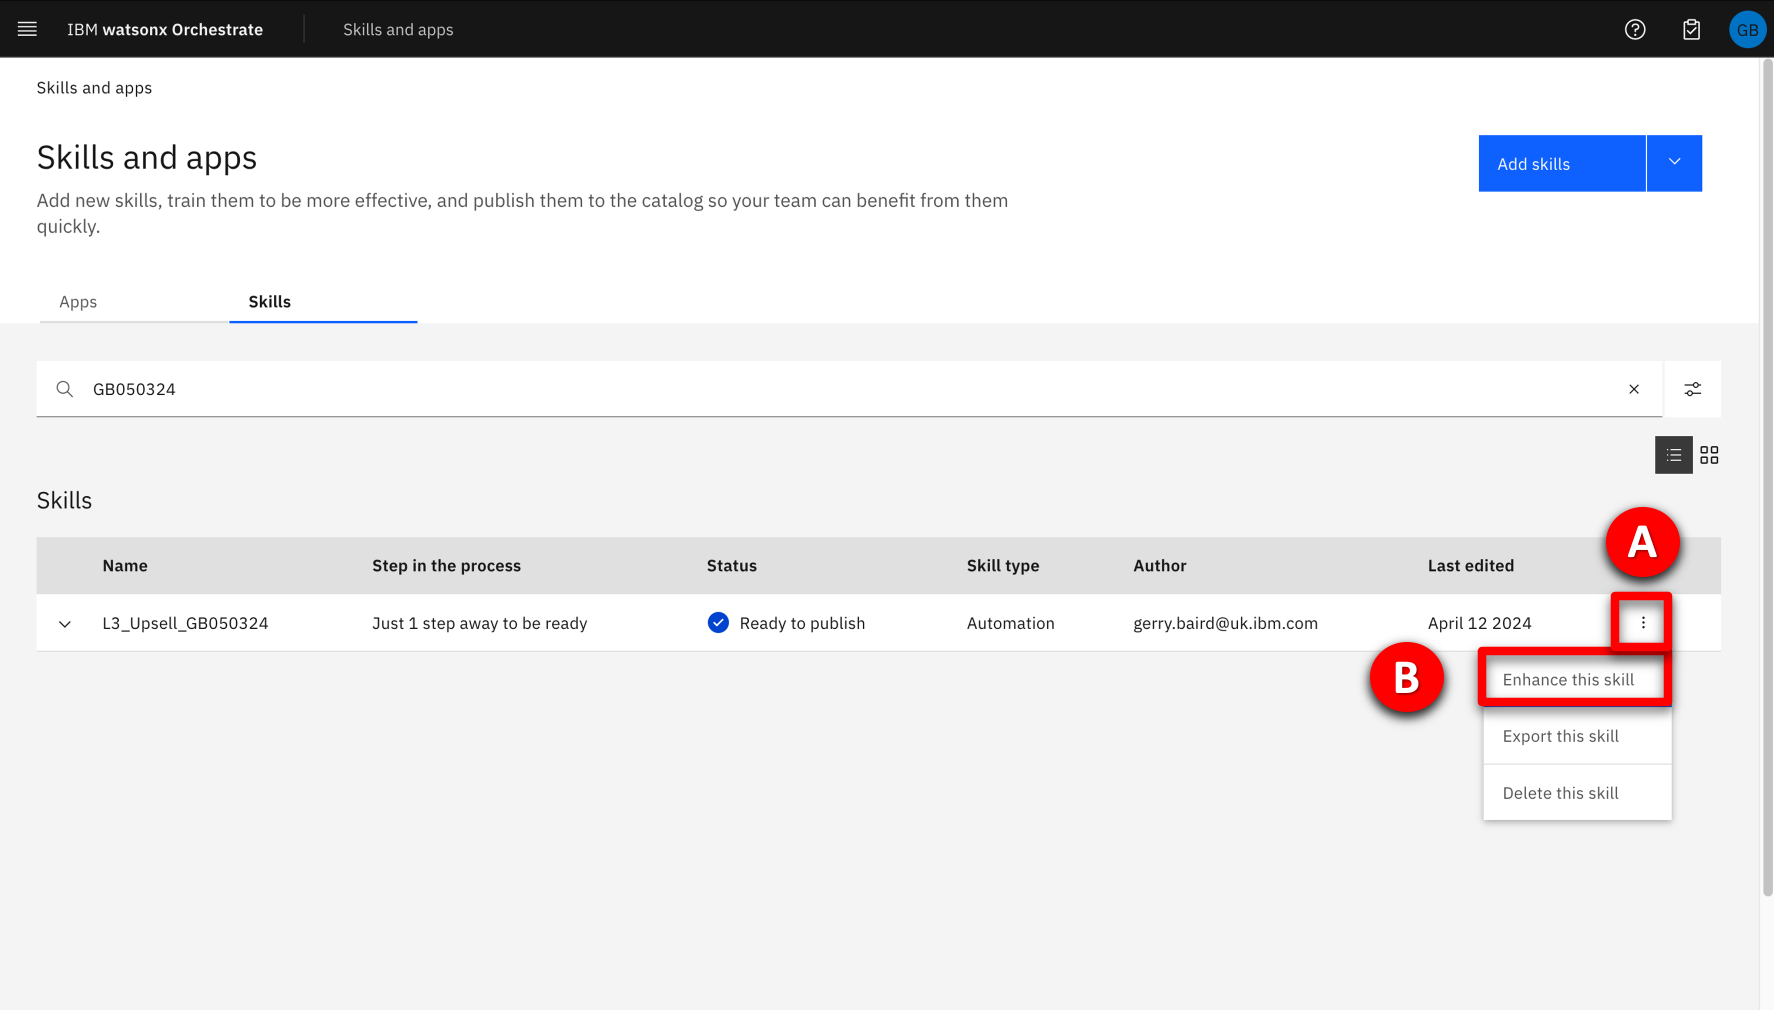 IBM watsonx Orchestrate
Skills and apps
GB
Skills and apps
Skills and apps
Add skills
Add new skills, train them to be more effective, and publish them to the catalog so your team can benefit from them
quickly.
Apps
Skills
GB050324
Skills
A
Name
Step in the process
Status
Skill type
Author
Last edited
L3_Upsell_GB050324
Just 1 step away to be ready
Ready to publish
Automation
gerry.baird@uk.ibm.com
April 12 2024
B
Enhance this skill
Export this skill
Delete this skill